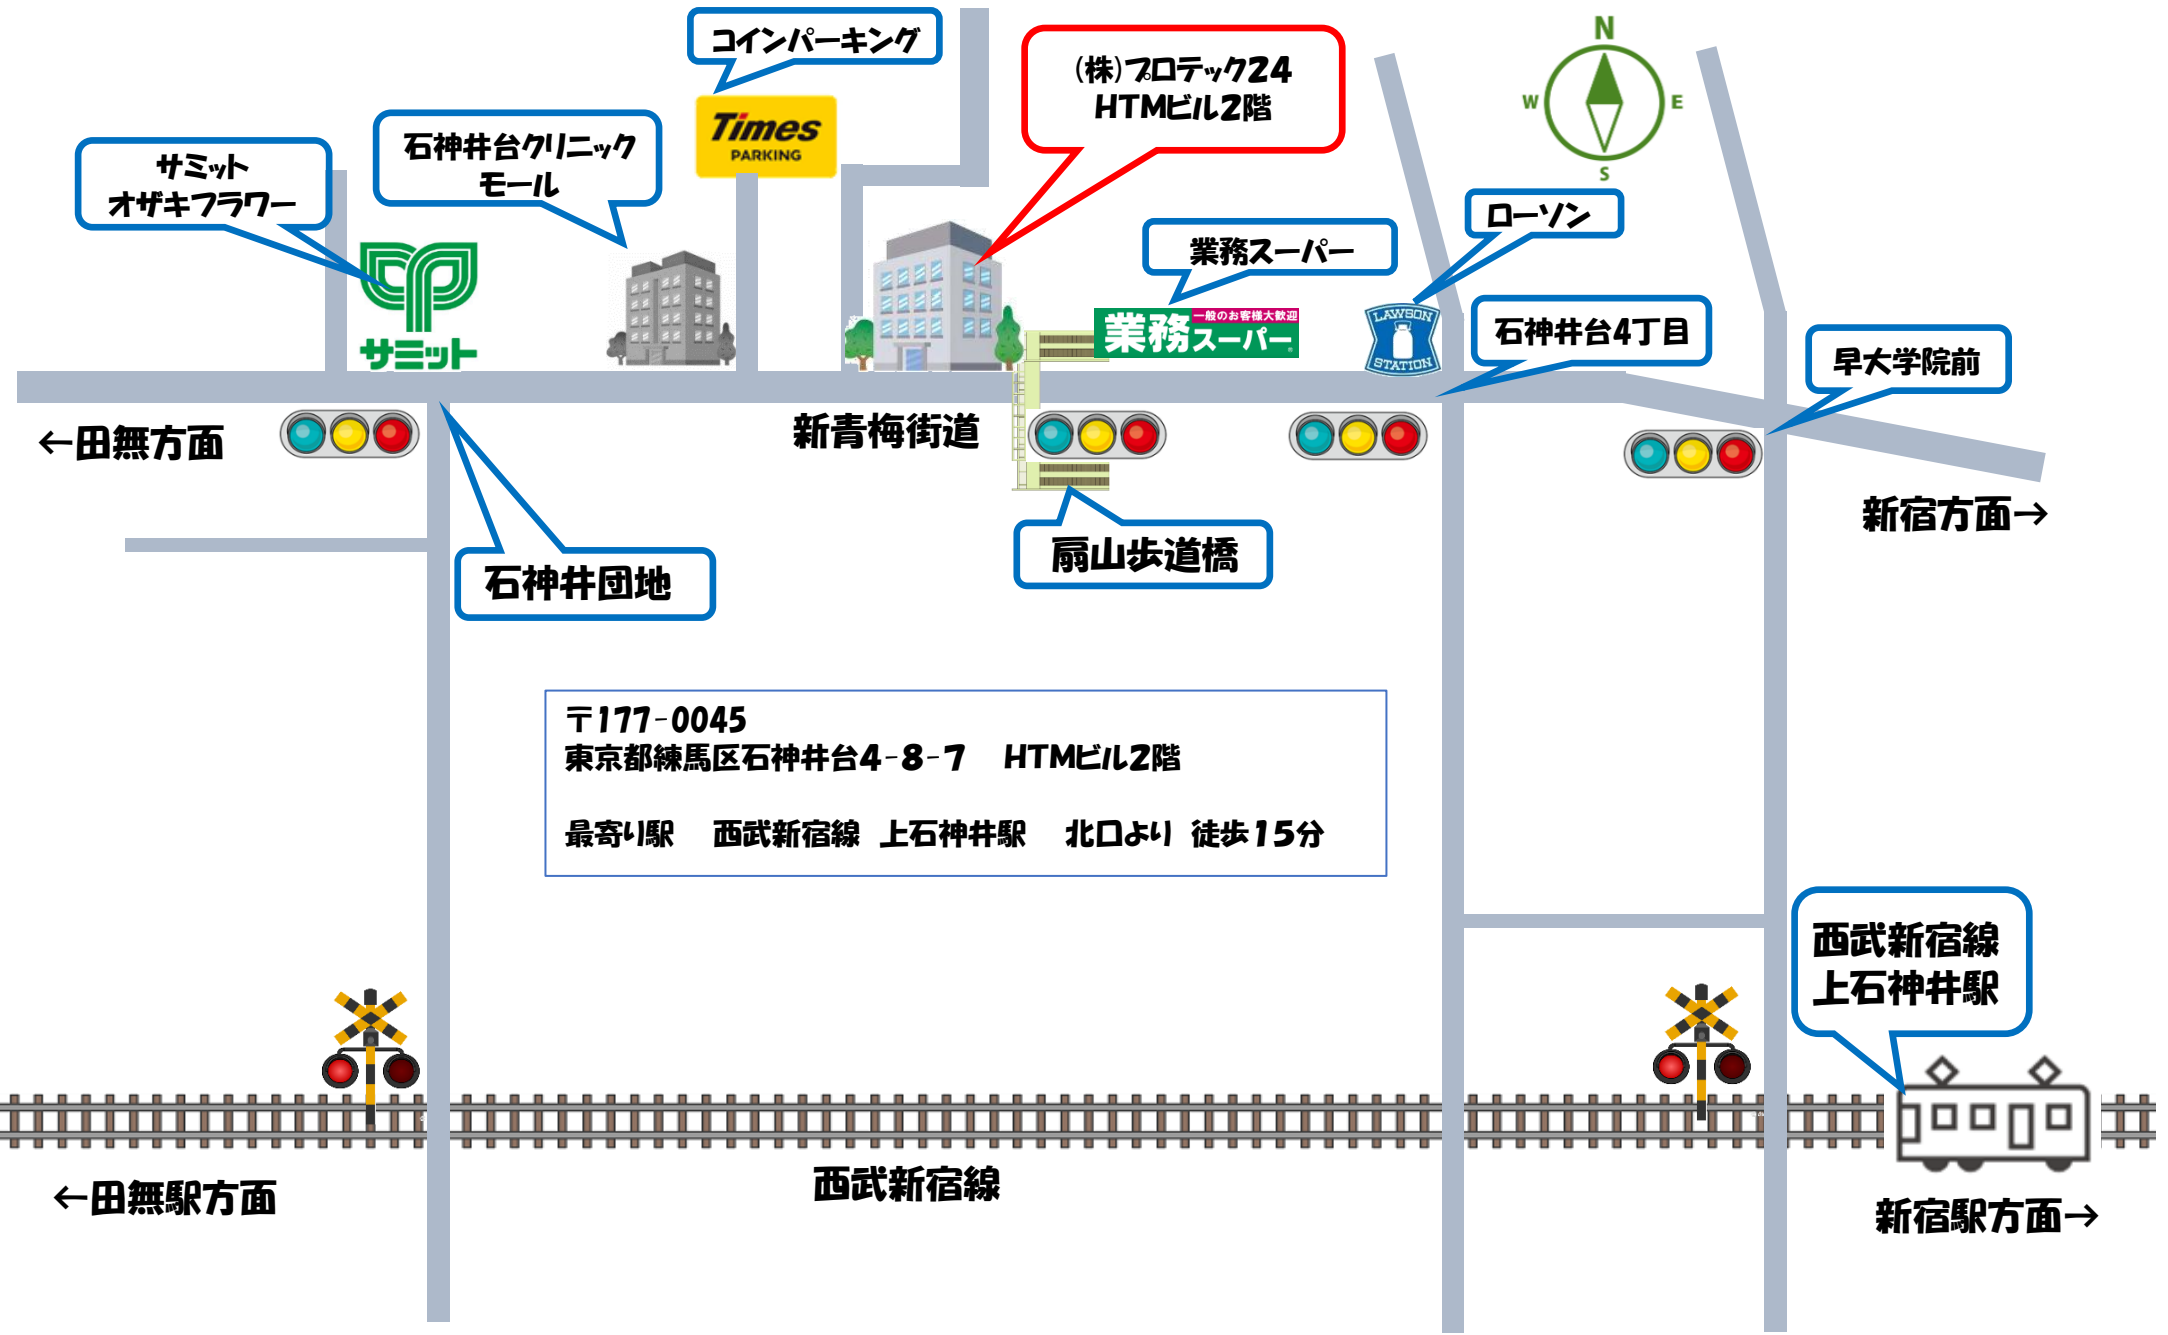 コインパーキング
Times
PARKING
(株)プロテック24
HTMビル2階
N
W
E
S
サミット
オザキフラワー
石神井台クリニック
モール
サミット
業務スーパー
業務スーパー
一般のお客様大歓迎
ローソン
LAWSON
STATION
石神井台4丁目
早大学院前
←田無方面
新青梅街道
新宿方面→
石神井団地
扇山歩道橋
〒177-0045
東京都練馬区石神井台4-8-7 HTMビル2階
最寄り駅 西武新宿線 上石神井駅 北口より 徒歩15分
西武新宿線
上石神井駅
←田無駅方面
西武新宿線
新宿駅方面→